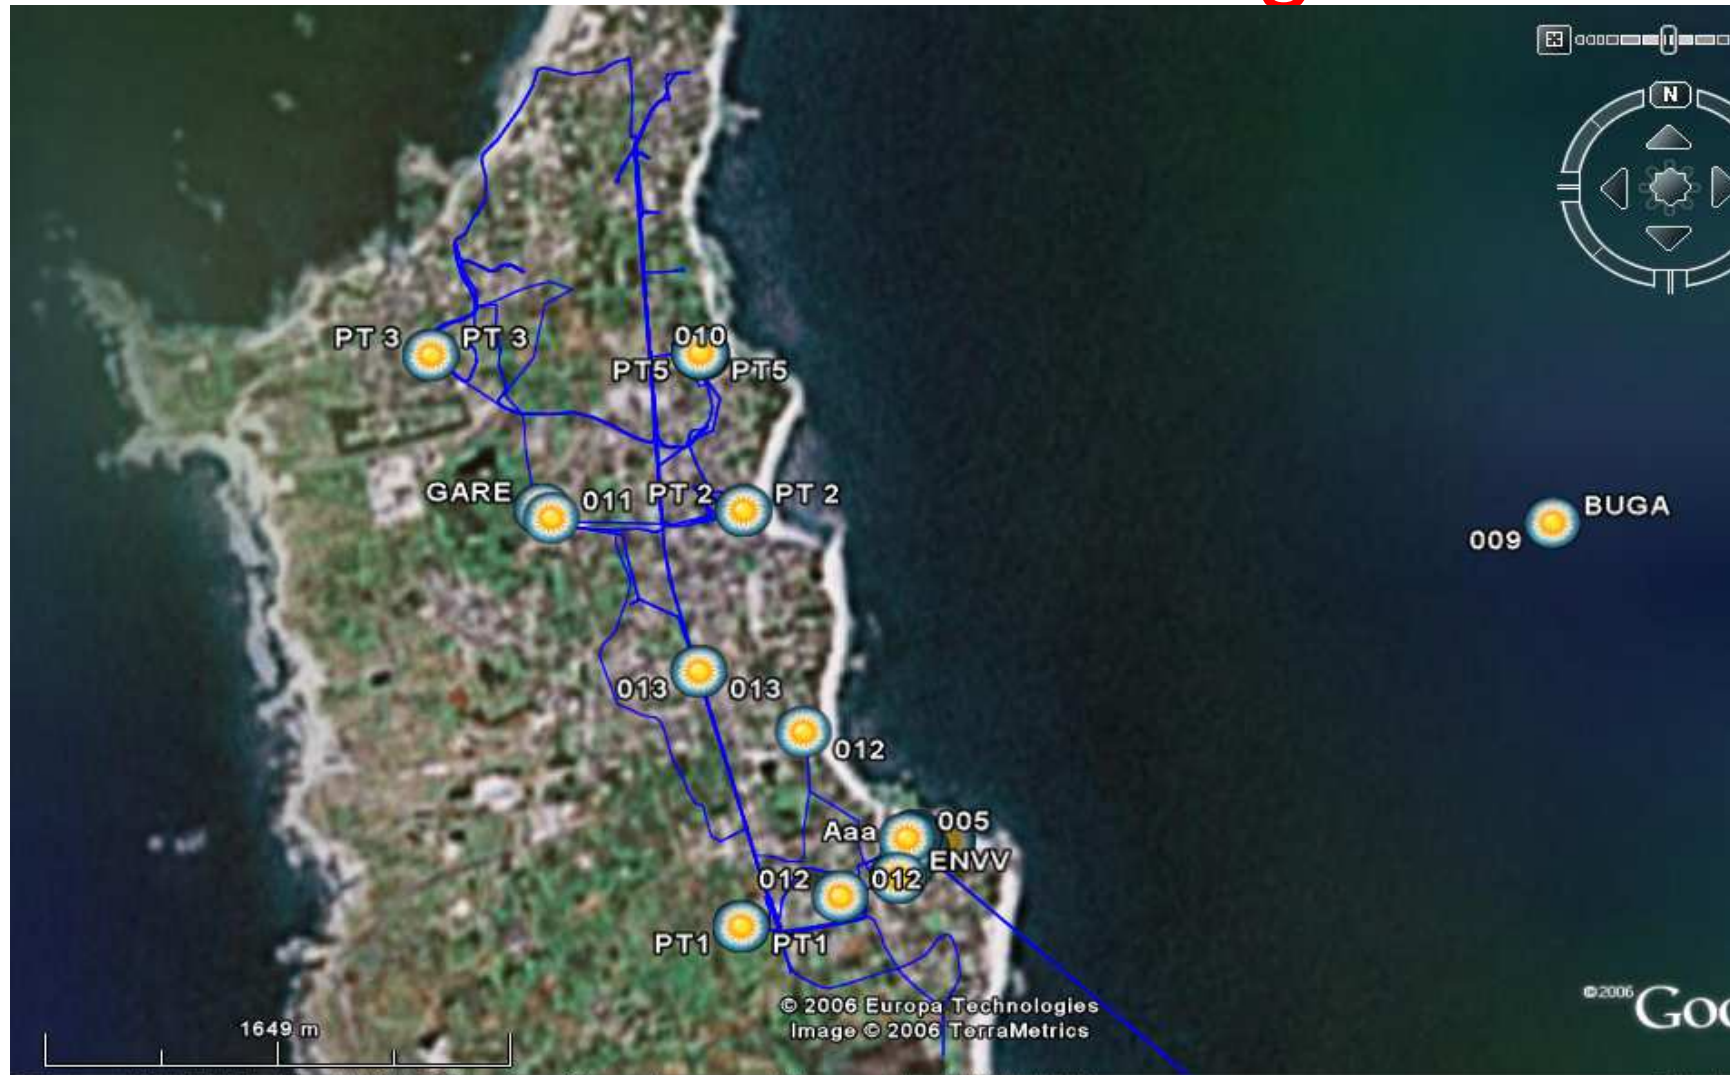 N
PT 3 PT 3
010
PT5 PT5
GARE 011 PT 2 PT 2
BUGA
009
013 013
012
Aaa 005
ENVV
012 012
PT1 PT1
© 2006 Europa Technologies
Image © 2006 TerraMetrics
©2006 Goo
1649 m